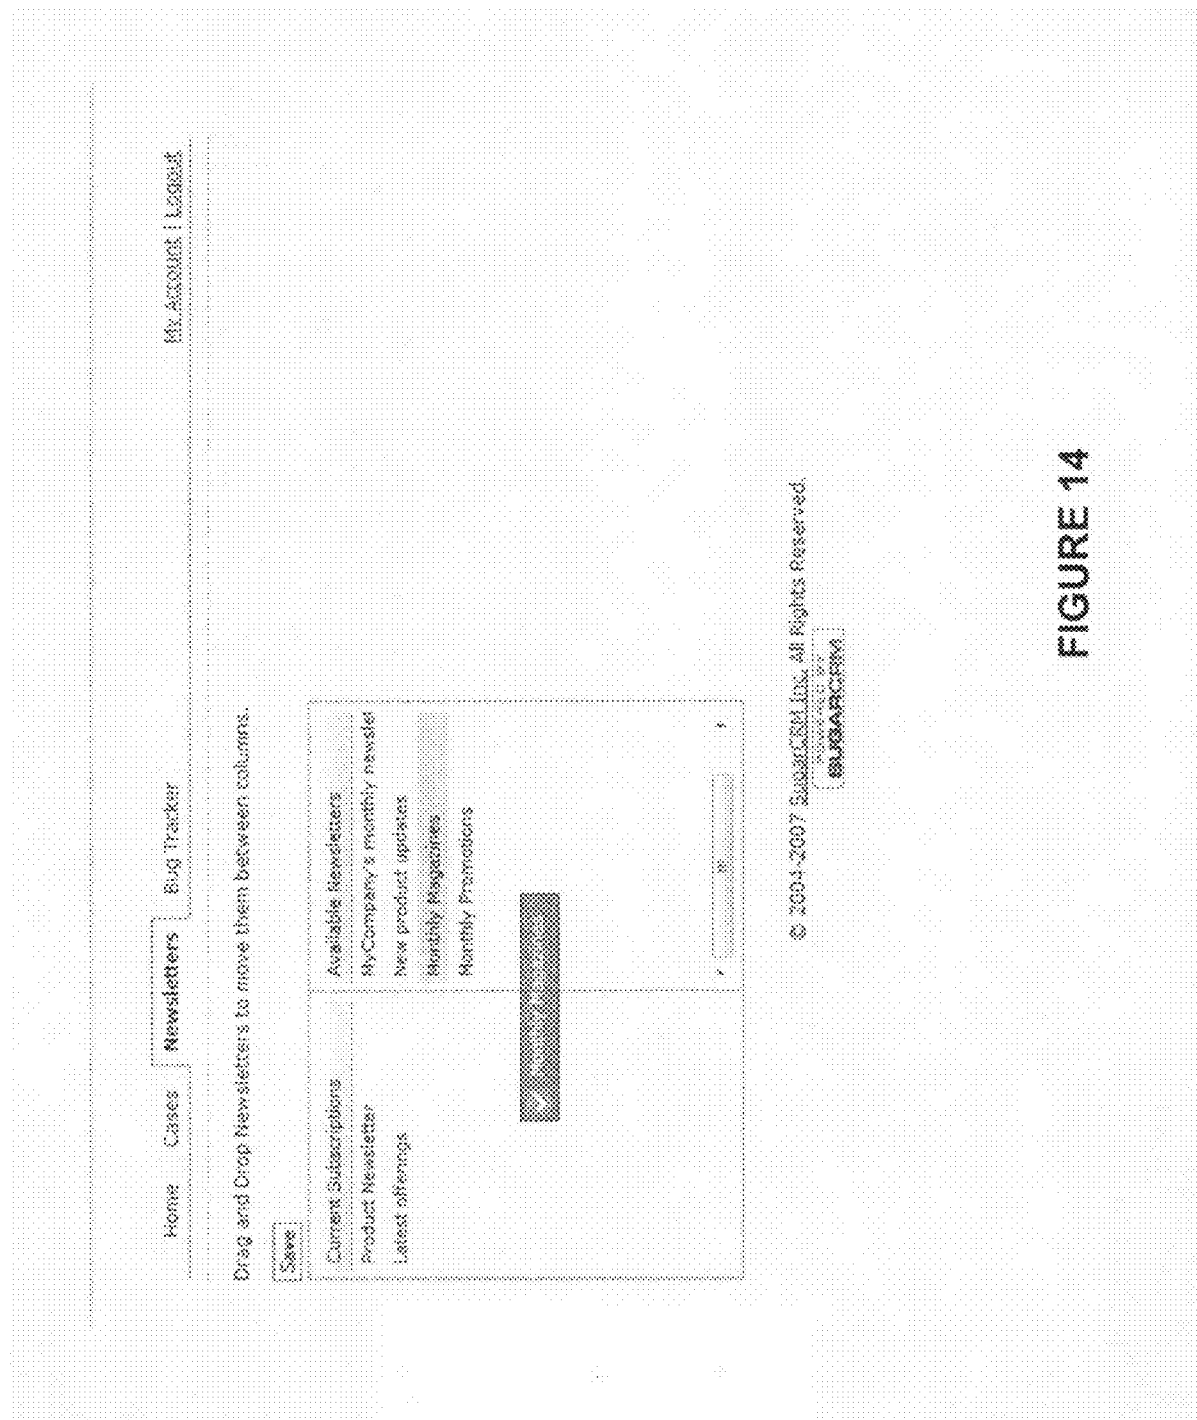 My Account | Logout
Home Cases Newsletters Bug Tracker
Drag and Drop Newsletters to move them between columns.
Save
Current Subscriptions Available Newsletters
Product Newsletter MyCompany's monthly newslet
Latest offerings New product updates
Monthly Magazines
Monthly Promotions
© 2004-2007 SugarCRM Inc. All Rights Reserved.
POWERED BY
SUGARCRM
FIGURE 14